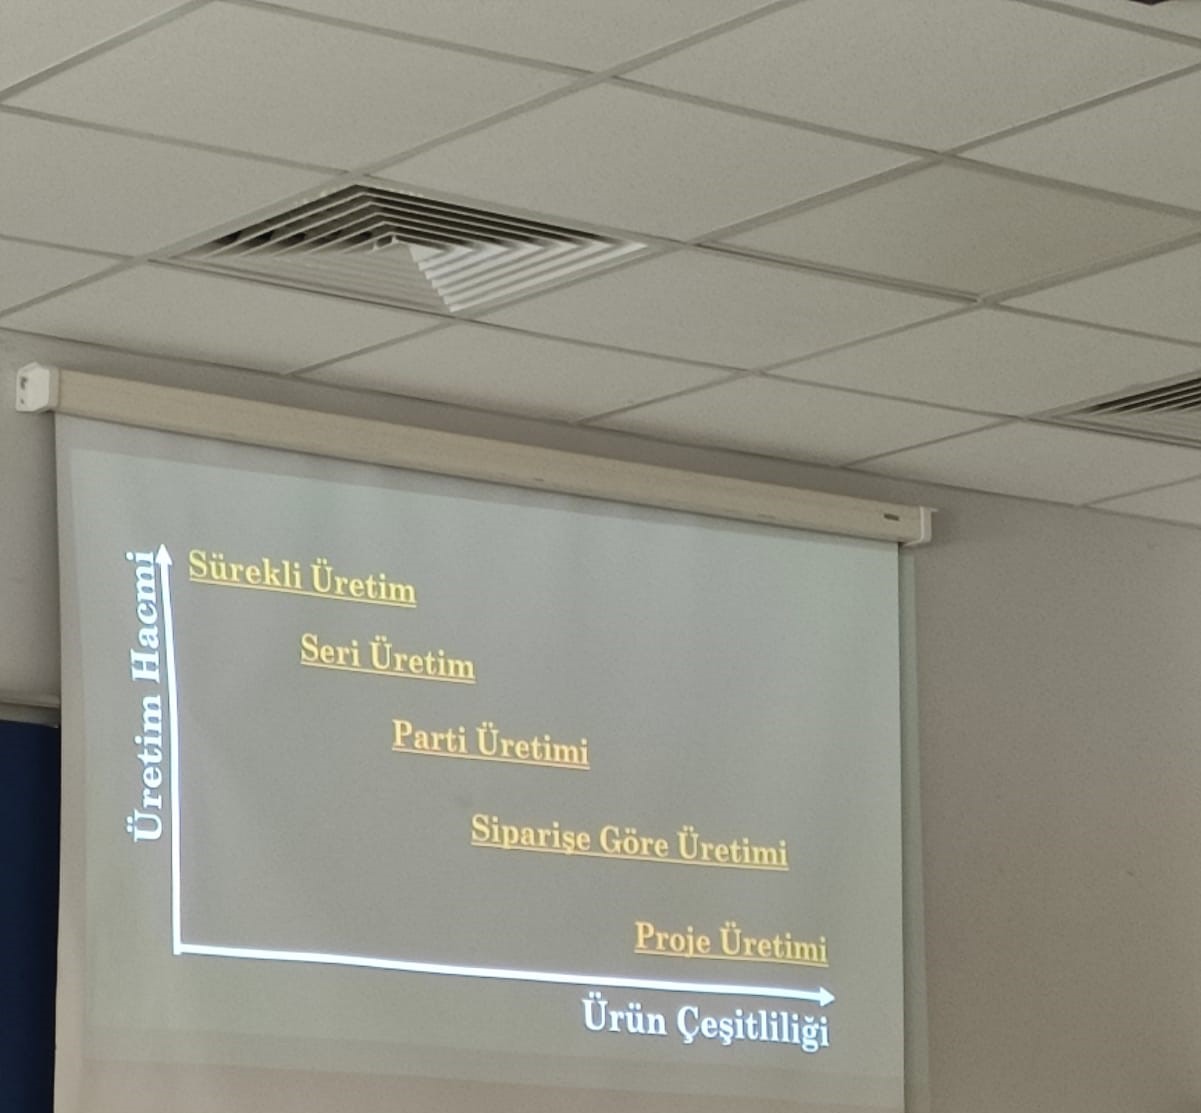 Üretim Hacmi
Sürekli Üretim
Seri Üretim
Parti Üretimi
Siparişe Göre Üretimi
Proje Üretimi
Ürün Çeşitliliği